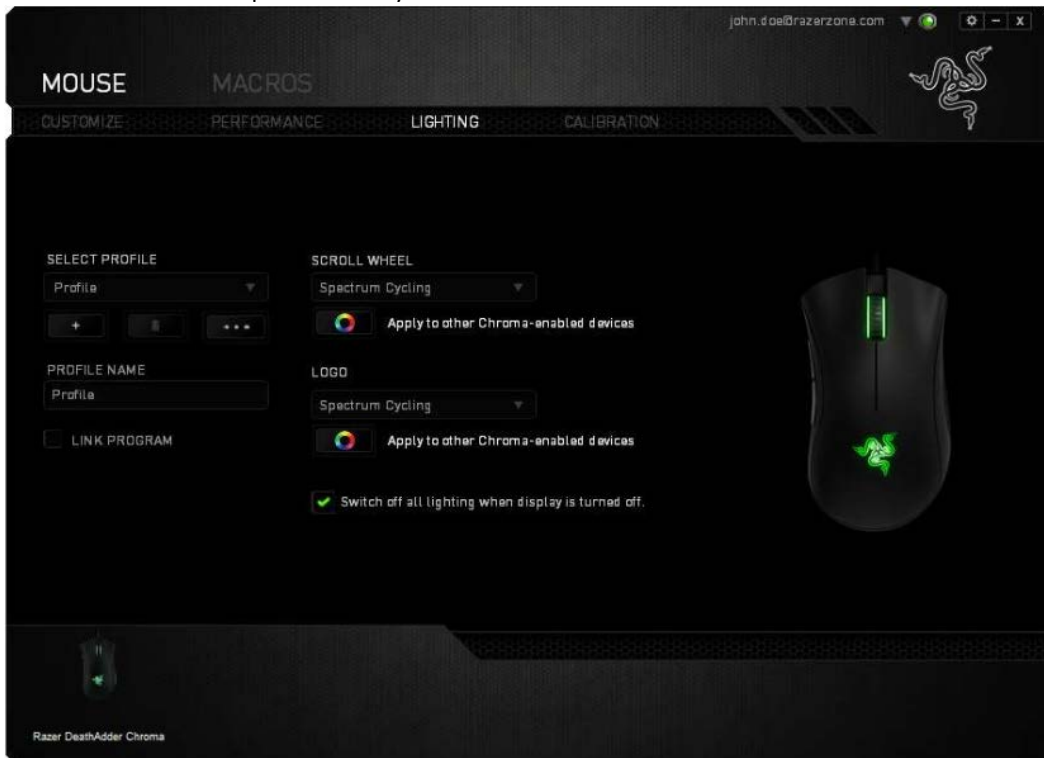 john.doe@razerzone.com
MOUSE MACROS
CUSTOMIZE PERFORMANCE LIGHTING CALIBRATION
SELECT PROFILE
Profile
PROFILE NAME
Profile
LINK PROGRAM
SCROLL WHEEL
Spectrum Cycling
Apply to other Chroma-enabled devices
LOGO
Spectrum Cycling
Apply to other Chroma-enabled devices
Switch off all lighting when display is turned off.
Razer DeathAdder Chroma